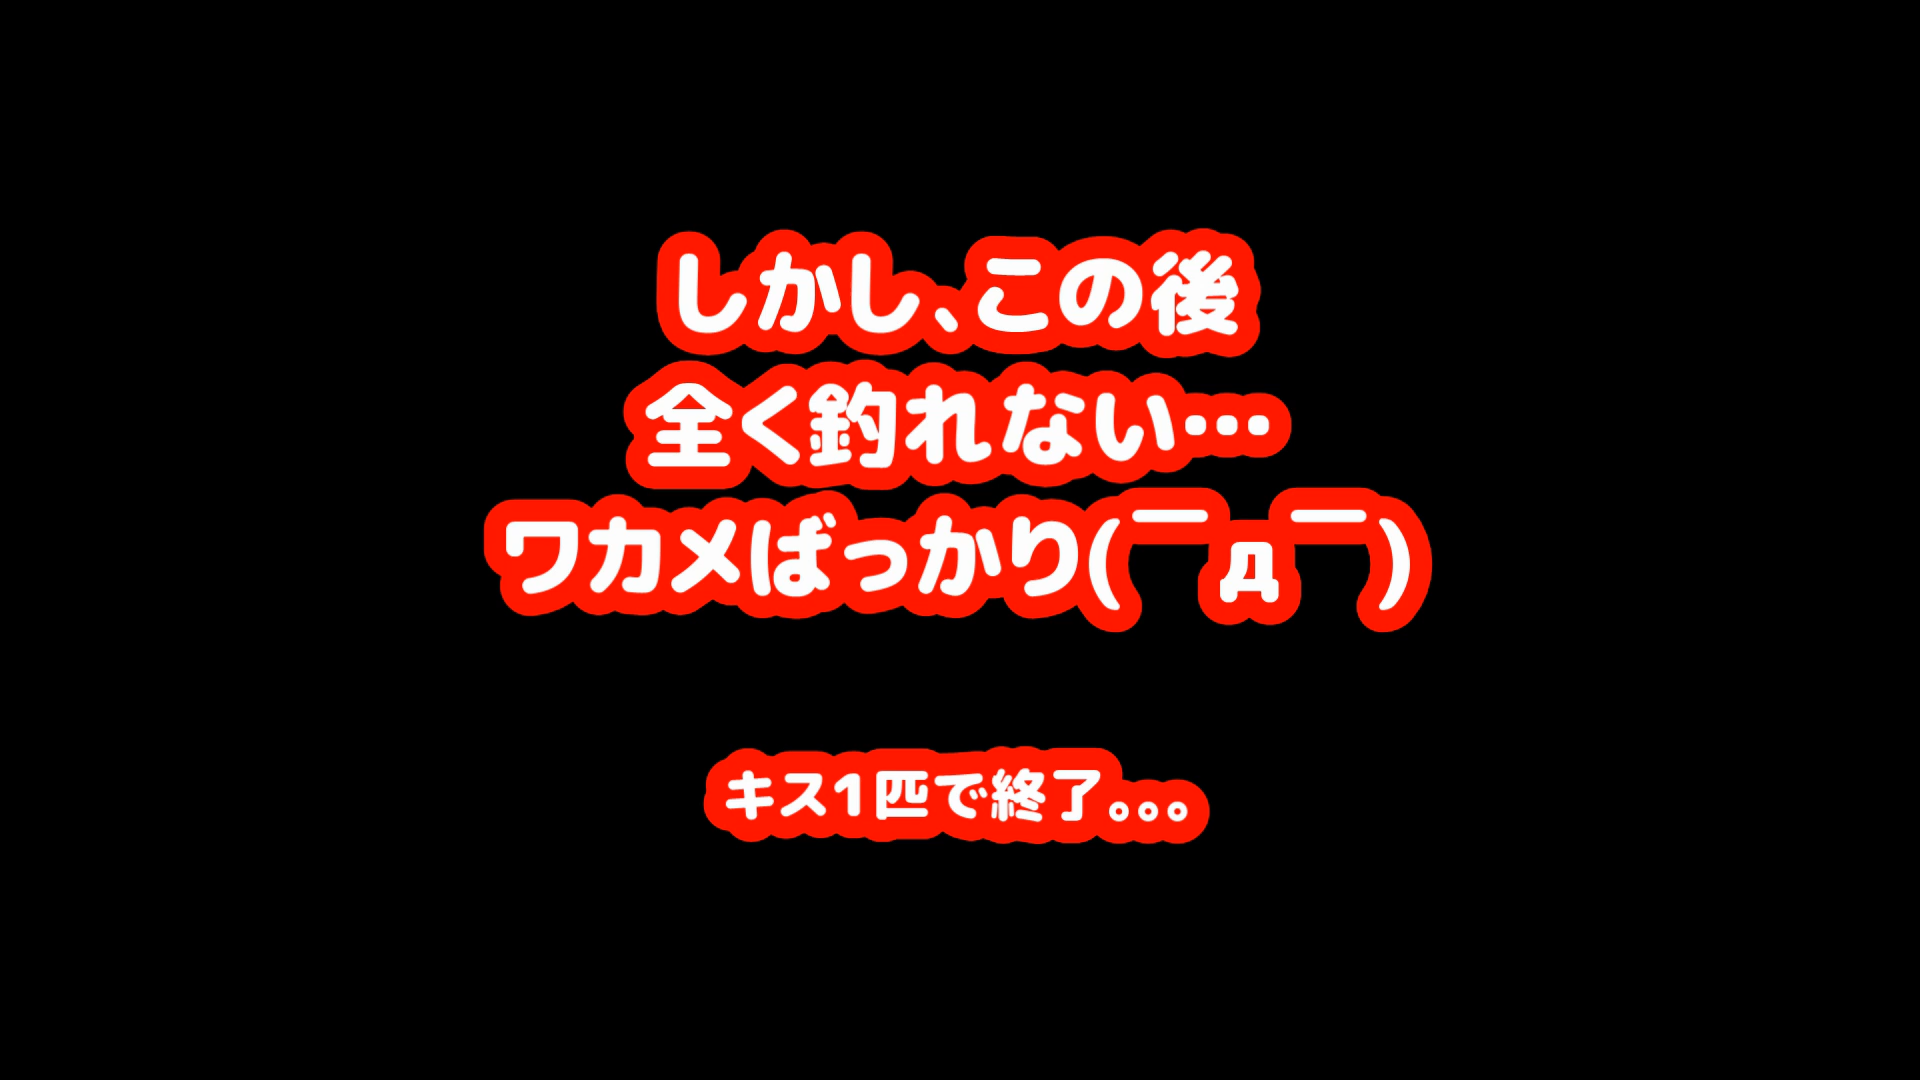 しかし、この後
全く釣れない…
ワカメばっかり(￣д￣)
キス1匹で終了。。。